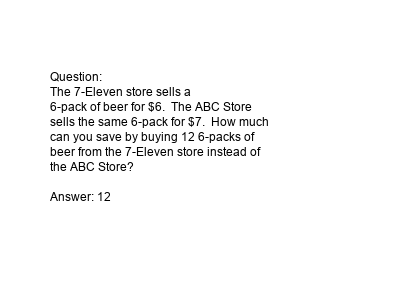 Question:
The 7-Eleven store sells a
6-pack of beer for $6.  The ABC Store
sells the same 6-pack for $7.  How much
can you save by buying 12 6-packs of
beer from the 7-Eleven store instead of
the ABC Store?
Answer: 12